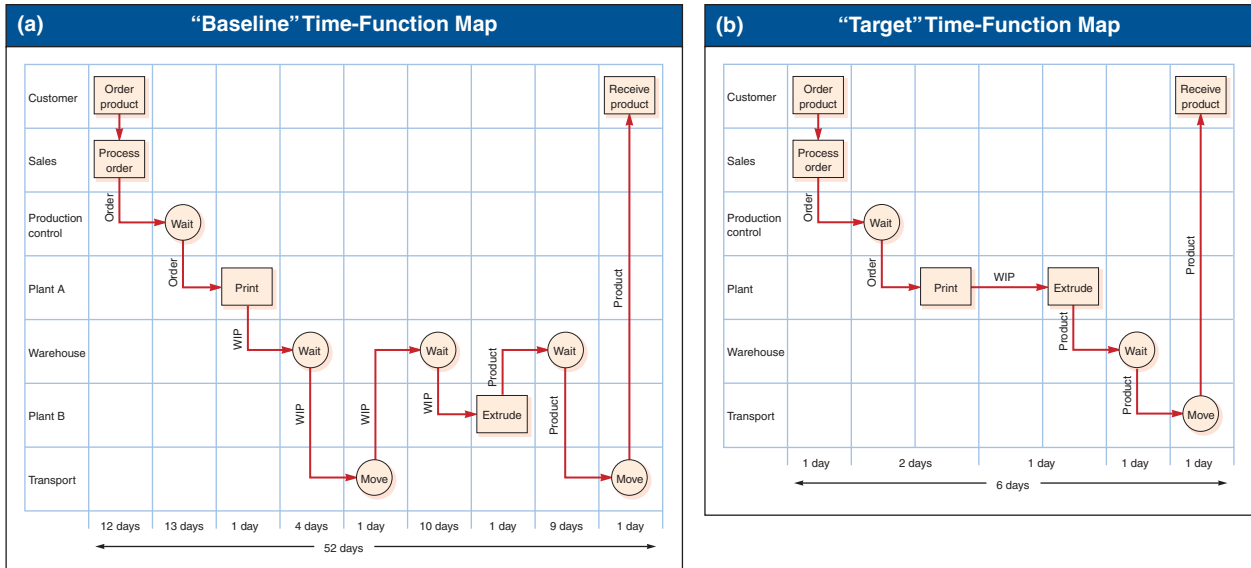 (a) “Baseline” Time-Function Map
Customer
Order
product
Receive
product
Sales
Process
order
Order
Production
control
Wait
Order
Plant A
Print
Product
WIP
Warehouse
Wait
Wait
Wait
WIP
WIP
WIP
Product
Product
Plant B
Extrude
Transport
Move
Move
12 days 13 days 1 day 4 days 1 day 10 days 1 day 9 days 1 day
52 days
(b) “Target” Time-Function Map
Customer
Order
product
Receive
product
Sales
Process
order
Order
Production
control
Wait
Order
Product
Plant
Print
WIP
Extrude
Product
Warehouse
Wait
Product
Transport
Move
1 day 2 days 1 day 1 day 1 day
6 days